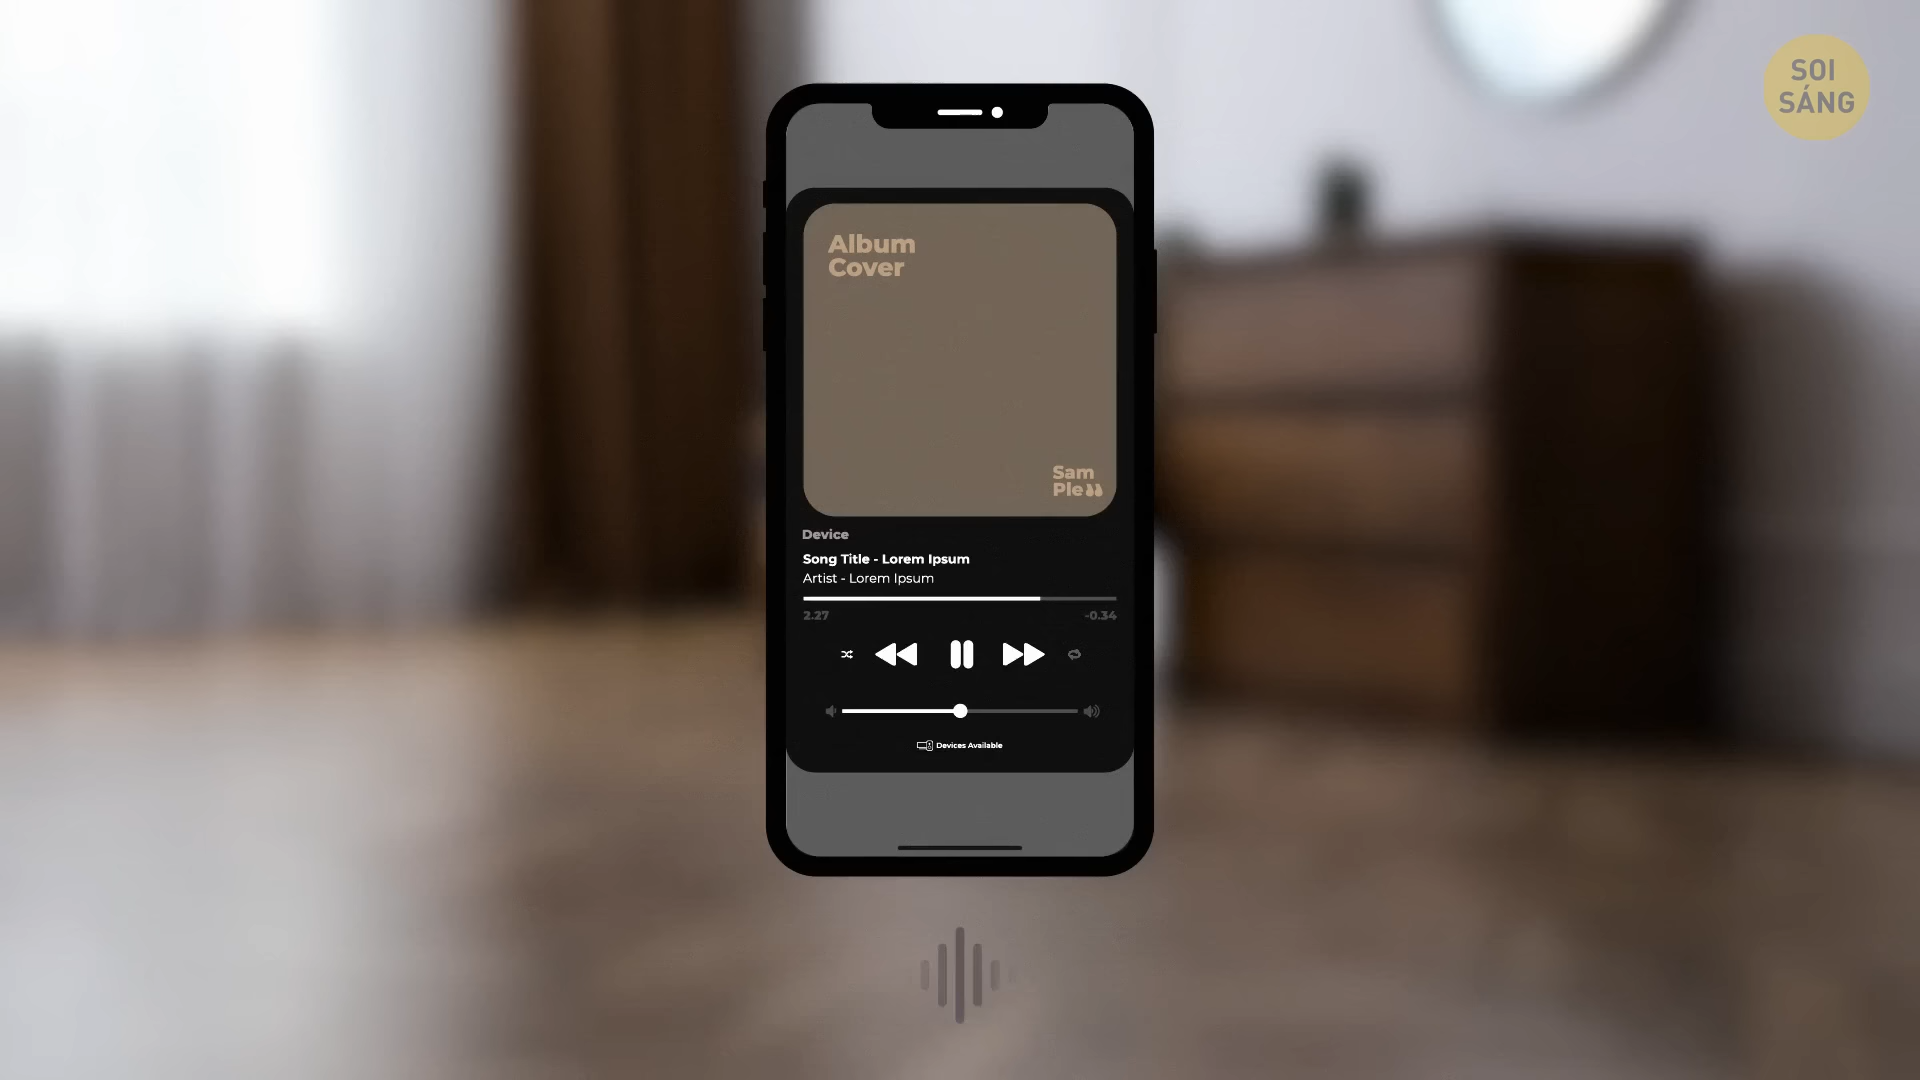 SOI
SÁNG
Album
Cover
Sam
Ple
Device
Song Title - Lorem Ipsum
Artist - Lorem Ipsum
2.27
-0.34
Devices Available